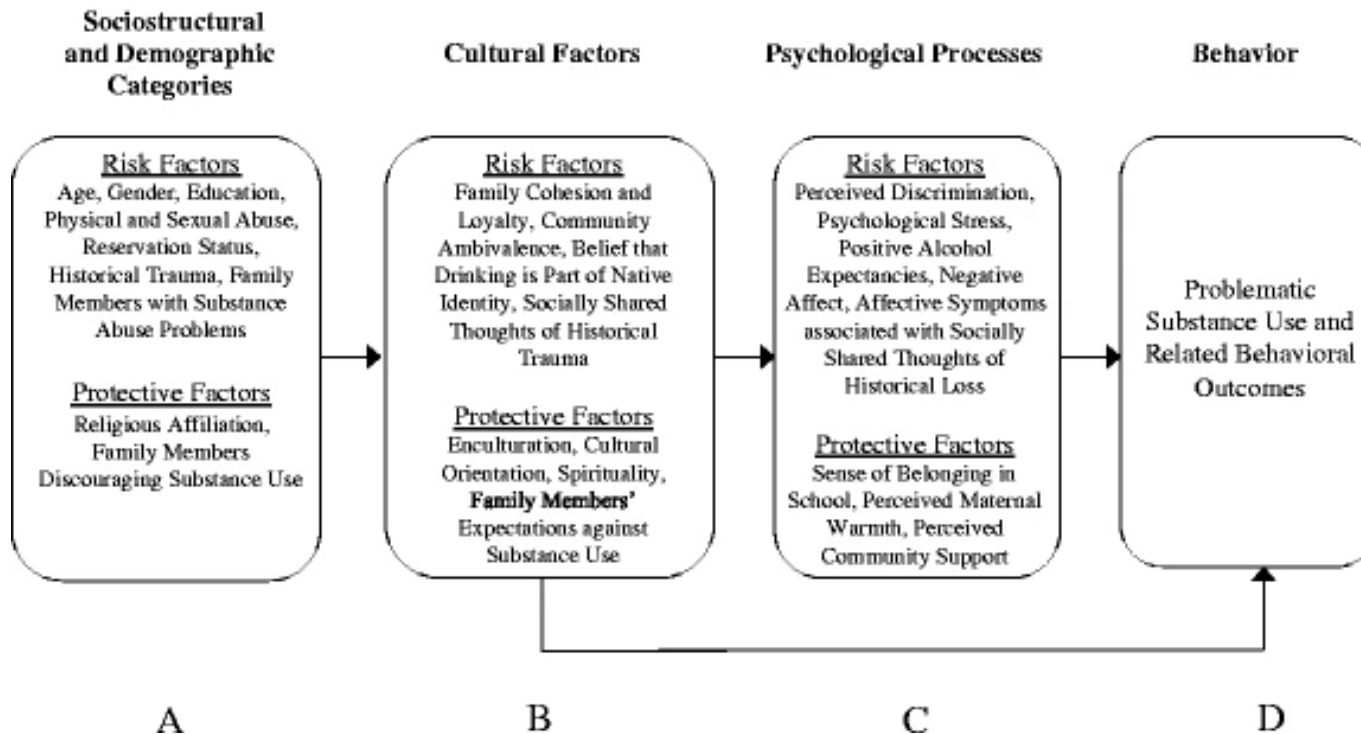 Sociostructural
and Demographic
Categories
Cultural Factors
Psychological Processes
Behavior
Risk Factors
Age, Gender, Education,
Physical and Sexual Abuse,
Reservation Status,
Historical Trauma, Family
Members with Substance
Abuse Problems
Protective Factors
Religious Affiliation,
Family Members
Discouraging Substance Use
Risk Factors
Family Cohesion and
Loyalty, Community
Ambivalence, Belief that
Drinking is Part of Native
Identity, Socially Shared
Thoughts of Historical
Trauma
Protective Factors
Enculturation, Cultural
Orientation, Spirituality,
Family Members'
Expectations against
Substance Use
Risk Factors
Perceived Discrimination,
Psychological Stress,
Positive Alcohol
Expectancies, Negative
Affect, Affective Symptoms
associated with Socially
Shared Thoughts of
Historical Loss
Protective Factors
Sense of Belonging in
School, Perceived Maternal
Warmth, Perceived
Community Support
Problematic
Substance Use and
Related Behavioral
Outcomes
A
B
C
D